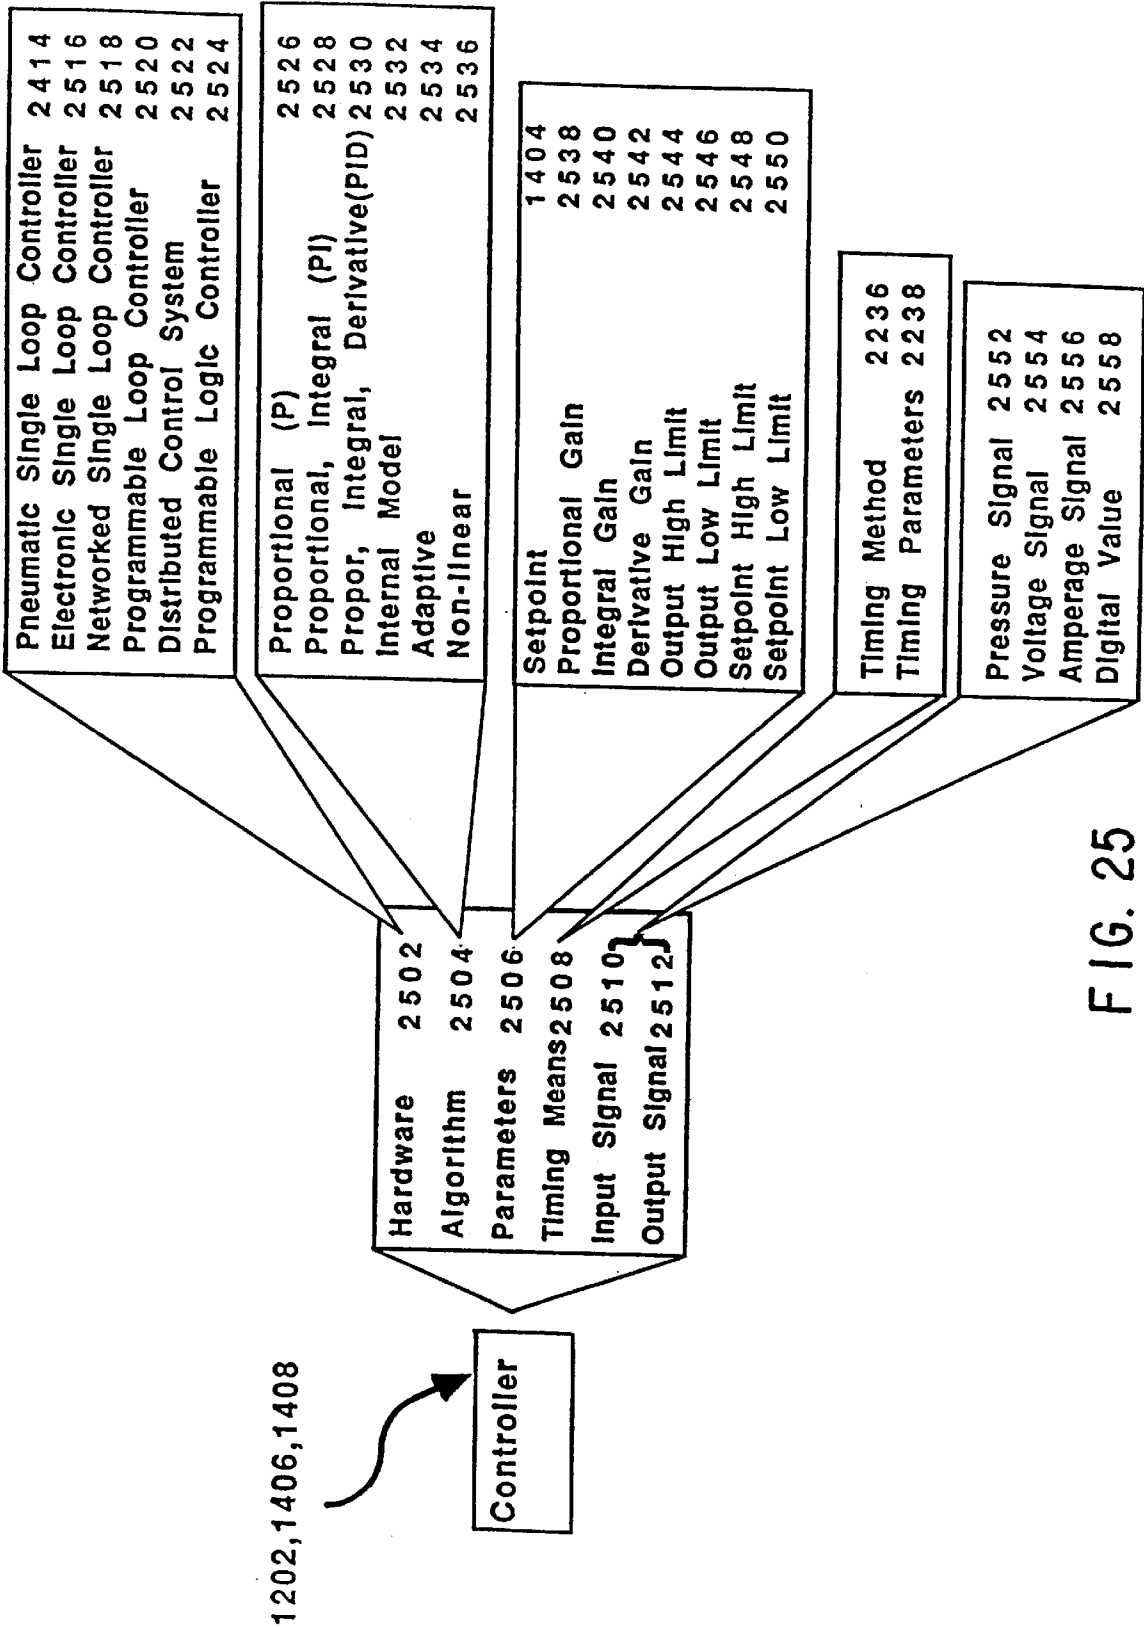 1202,1406,1408
Controller
Hardware 2502
Algorithm 2504
Parameters 2506
Timing Means2508
Input Signal 2510
Output Signal2512
Pneumatic Single Loop Controller 2414
Electronic Single Loop Controller 2516
Networked Single Loop Controller 2518
Programmable Loop Controller 2520
Distributed Control System 2522
Programmable Logic Controller 2524
Proportional (P) 2526
Proportional, Integral (PI) 2528
Propor, Integral, Derivative(PID) 2530
Internal Model 2532
Adaptive 2534
Non-linear 2536
Setpoint 1404
Proportional Gain 2538
Integral Gain 2540
Derivative Gain 2542
Output High Limit 2544
Output Low Limit 2546
Setpoint High Limit 2548
Setpoint Low Limit 2550
Timing Method 2236
Timing Parameters 2238
Pressure Signal 2552
Voltage Signal 2554
Amperage Signal 2556
Digital Value 2558
FIG. 25